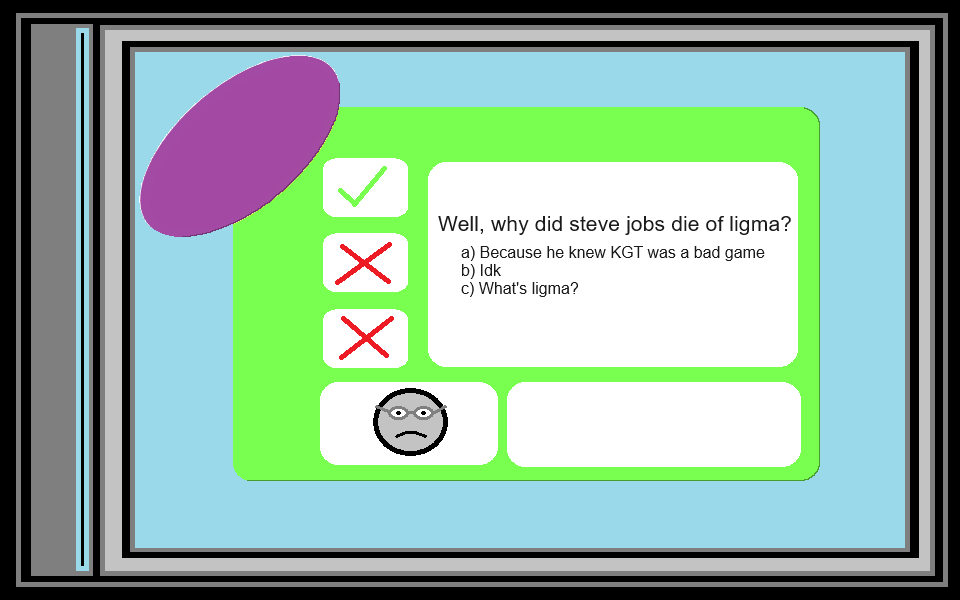 Well, why did steve jobs die of ligma?
a) Because he knew KGT was a bad game
b) Idk
c) What's ligma?